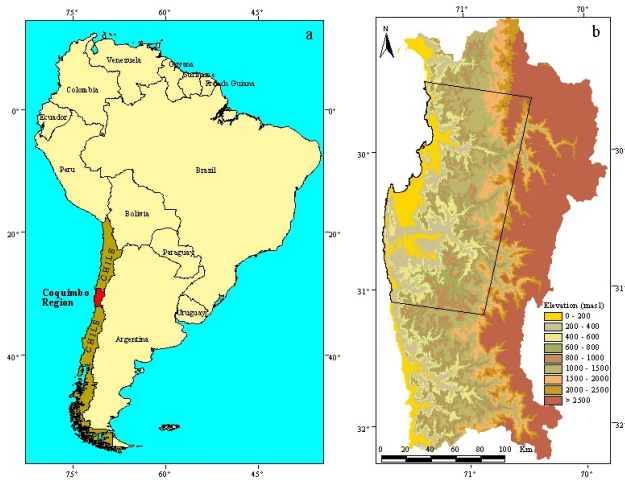 75°
60°
45°
a
Venezuela
Guyana
Suriname
French Guiana
Colombia
0°
0°
Ecuador
Peru
Brazil
Bolivia
20°
20°
Paraguay
CHILE
Coquimbo
Region
Uruguay
CHILE
Argentina
40°
40°
75°
60°
45°
71°
70°
b
N
30°
30°
31°
31°
Elevation (masl)
0 - 200
200 - 400
400 - 600
600 - 800
800 - 1000
1000 - 1500
1500 - 2000
2000 - 2500
> 2500
32°
32°
0 20 40 60 80 100 Km
71°
70°